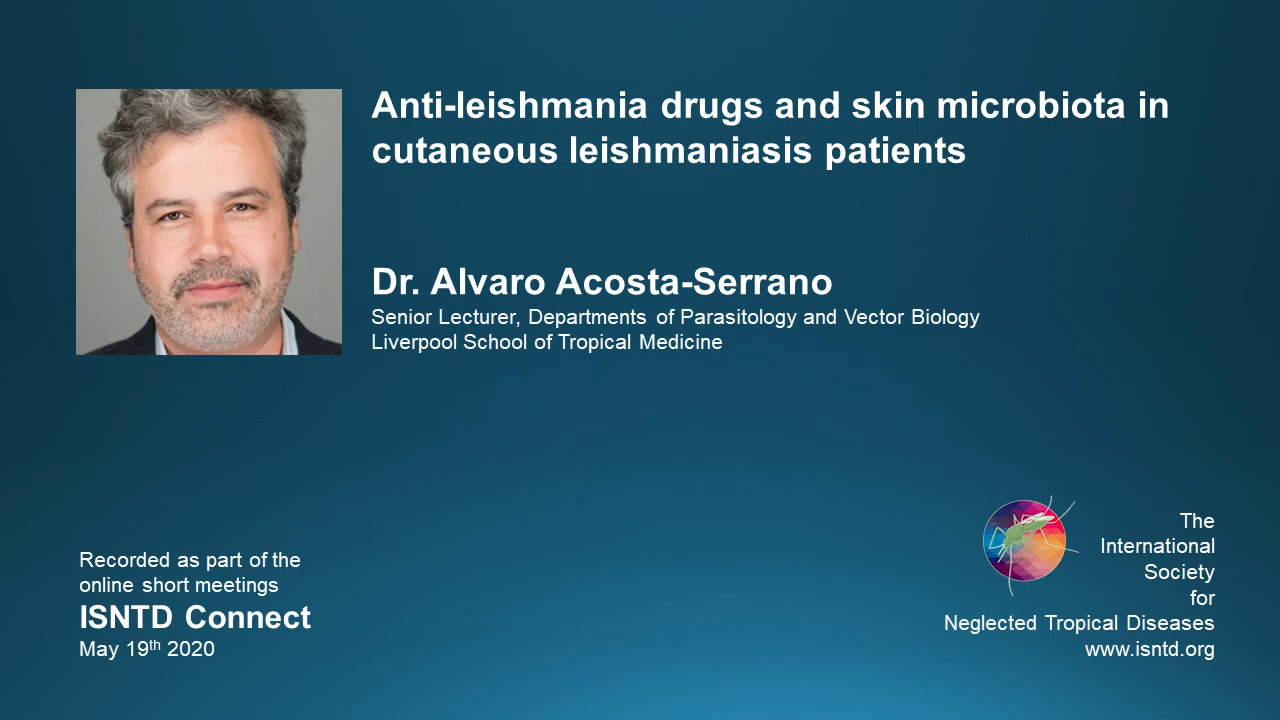 Anti-leishmania drugs and skin microbiota in
cutaneous leishmaniasis patients
Dr. Alvaro Acosta-Serrano
Senior Lecturer, Departments of Parasitology and Vector Biology
Liverpool School of Tropical Medicine
Recorded as part of the
online short meetings
ISNTD Connect
May 19th 2020
The
International
Society
for
Neglected Tropical Diseases
www.isntd.org